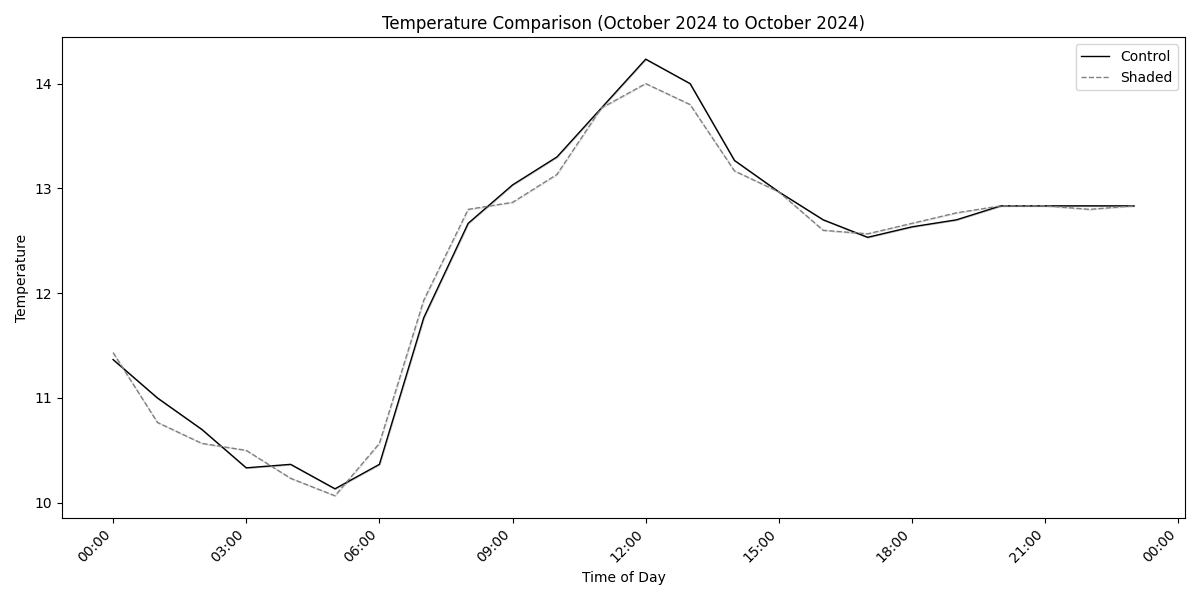 Temperature Comparison (October 2024 to October 2024)
Control
Shaded
14
13
12
11
10
Temperature
00:00
03:00
06:00
09:00
12:00
15:00
18:00
21:00
00:00
Time of Day